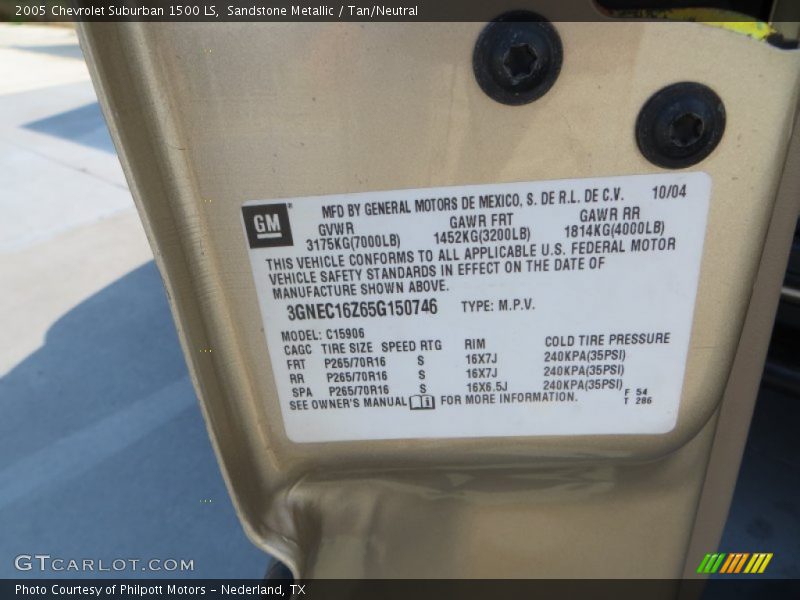 2005 Chevrolet Suburban 1500 LS, Sandstone Metallic / Tan/Neutral
GM MFD BY GENERAL MOTORS DE MEXICO, S. DE R.L. DE C.V. 10/04
GVWR GAWR FRT GAWR RR
3175KG(7000LB) 1452KG(3200LB) 1814KG(4000LB)
THIS VEHICLE CONFORMS TO ALL APPLICABLE U.S. FEDERAL MOTOR
VEHICLE SAFETY STANDARDS IN EFFECT ON THE DATE OF
MANUFACTURE SHOWN ABOVE.
3GNEC16Z65G150746 TYPE: M.P.V.
MODEL: C15906
CAGC TIRE SIZE SPEED RTG RIM COLD TIRE PRESSURE
FRT P265/70R16 S 16X7J 240KPA(35PSI)
RR P265/70R16 S 16X7J 240KPA(35PSI)
SPA P265/70R16 S 16X6.5J 240KPA(35PSI)
SEE OWNER'S MANUAL FOR MORE INFORMATION.
F 54
T 286
GTCARLOT.COM
Photo Courtesy of Philpott Motors - Nederland, TX